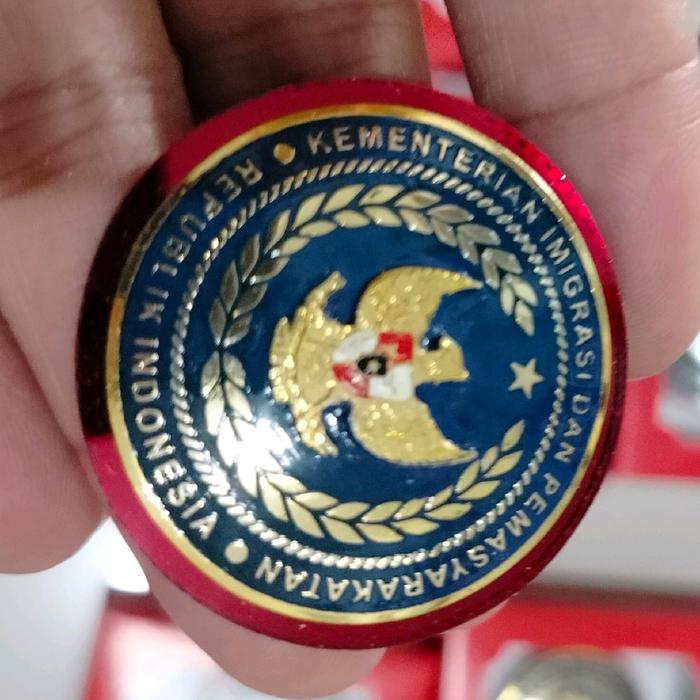 KEMENTERIAN IMIGRASI DAN PEMASYARAKATAN
REPUBLIK INDONESIA